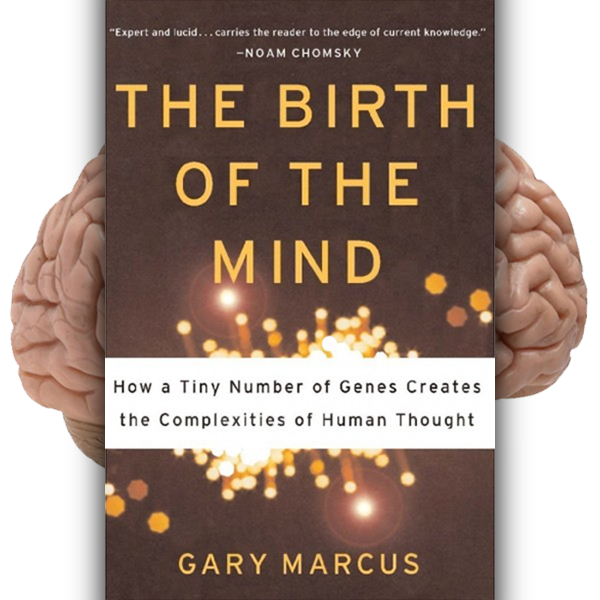 "Expert and lucid... carries the reader to the edge of current knowledge."
—NOAM CHOMSKY
THE BIRTH
OF THE
MIND
How a Tiny Number of Genes Creates
the Complexities of Human Thought
GARY MARCUS